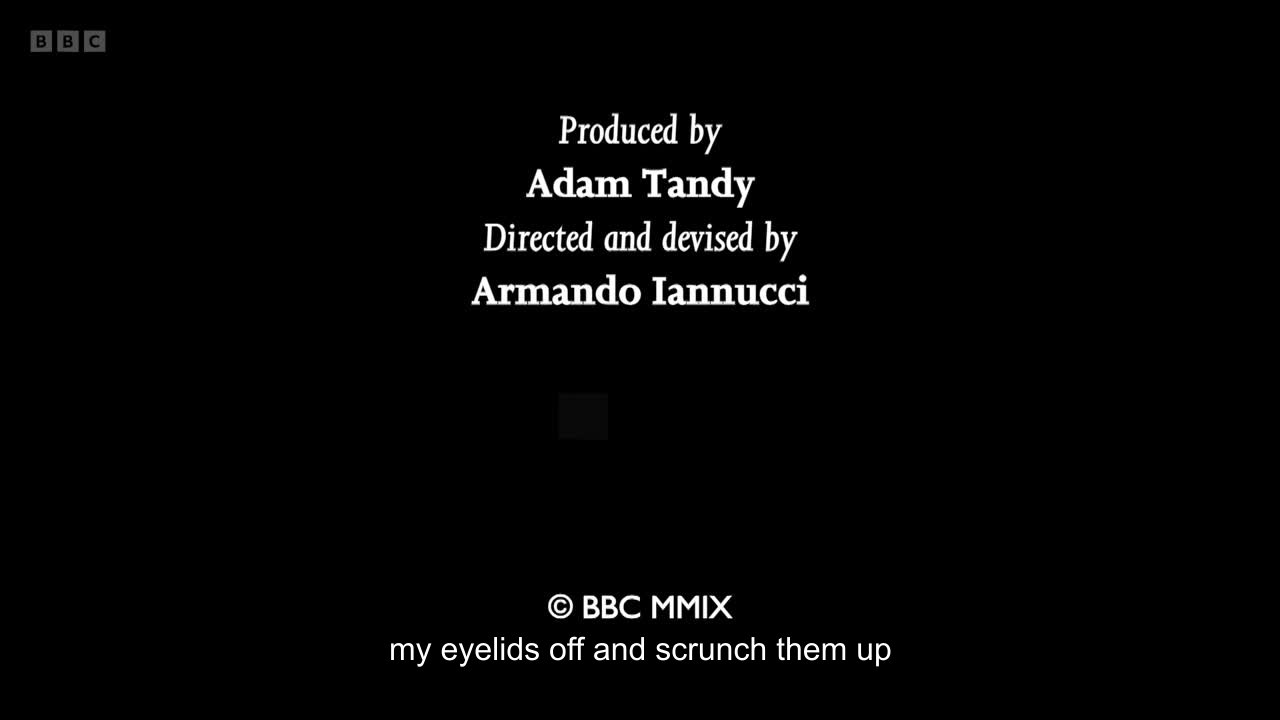 BBC
Produced by
Adam Tandy
Directed and devised by
Armando Iannucci
© BBC MMIX
my eyelids off and scrunch them up